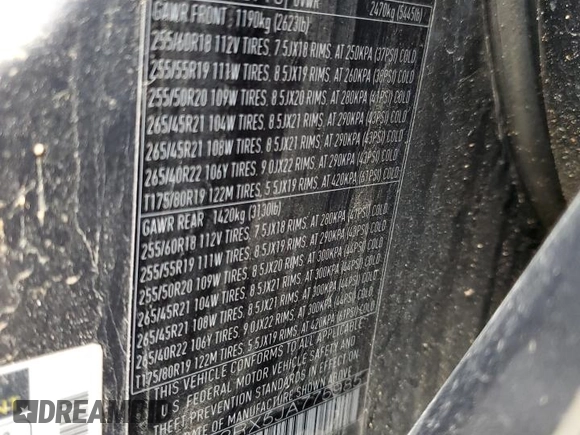 GVWR 2470kg (5445lb)
GAWR FRONT : 1190kg (2623lb)
255/60R18 112V TIRES, 7.5JX18 RIMS, AT 250KPA (37PSI) COLD
255/55R19 111W TIRES, 8.5JX19 RIMS, AT 260KPA (38PSI) COLD
255/50R20 109W TIRES, 8.5JX20 RIMS, AT 280KPA (41PSI) COLD
265/45R21 104W TIRES, 8.5JX21 RIMS, AT 290KPA (43PSI) COLD
265/45R21 108W TIRES, 8.5JX21 RIMS, AT 290KPA (43PSI) COLD
265/40R22 106Y TIRES, 9.0JX22 RIMS, AT 290KPA (43PSI) COLD
T175/80R19 122M TIRES, 5.5JX19 RIMS, AT 420KPA (61PSI) COLD
GAWR REAR : 1420kg (3130lb)
255/60R18 112V TIRES, 7.5JX18 RIMS, AT 280KPA (41PSI) COLD
255/55R19 111W TIRES, 8.5JX19 RIMS, AT 290KPA (43PSI) COLD
255/50R20 109W TIRES, 8.5JX20 RIMS, AT 300KPA (44PSI) COLD
265/45R21 104W TIRES, 8.5JX21 RIMS, AT 300KPA (44PSI) COLD
265/45R21 108W TIRES, 8.5JX21 RIMS, AT 300KPA (44PSI) COLD
265/40R22 106Y TIRES, 9.0JX22 RIMS, AT 300KPA (44PSI) COLD
T175/80R19 122M TIRES, 5.5JX19 RIMS, AT 420KPA (61PSI) COLD
THIS VEHICLE CONFORMS TO ALL APPLICABLE
U.S. FEDERAL MOTOR VEHICLE SAFETY AND
THEFT PREVENTION STANDARDS IN EFFECT
DATE OF MANUFACTURE SHOWN ABOVE
© carfast.express